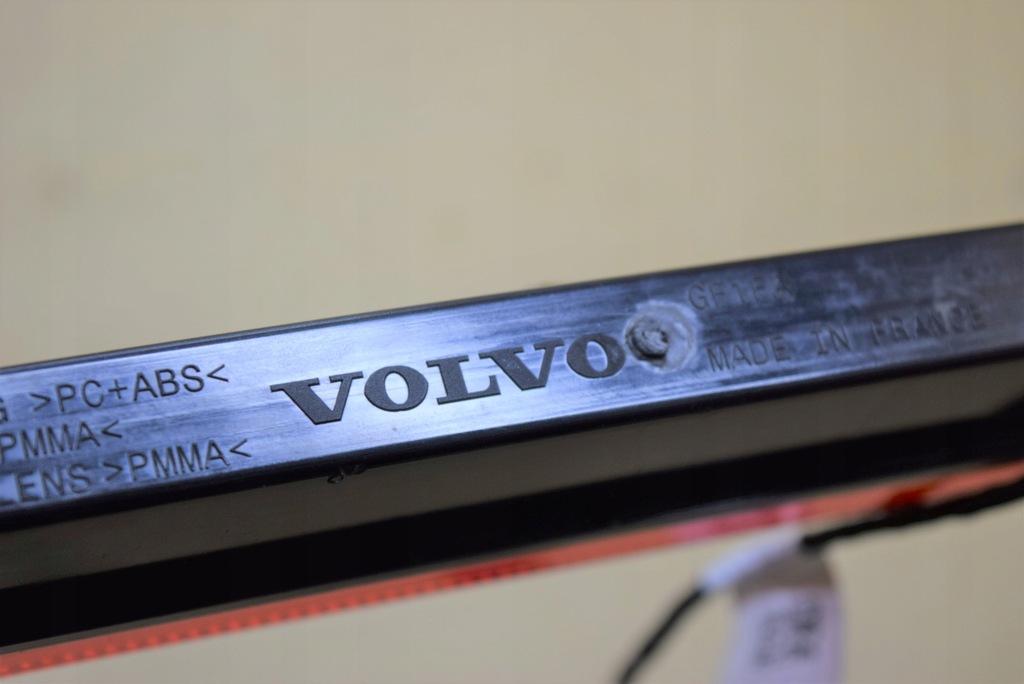 G >PC+ABS<
PMMA<
LENS >PMMA<
VOLVO
MADE IN FRANCE